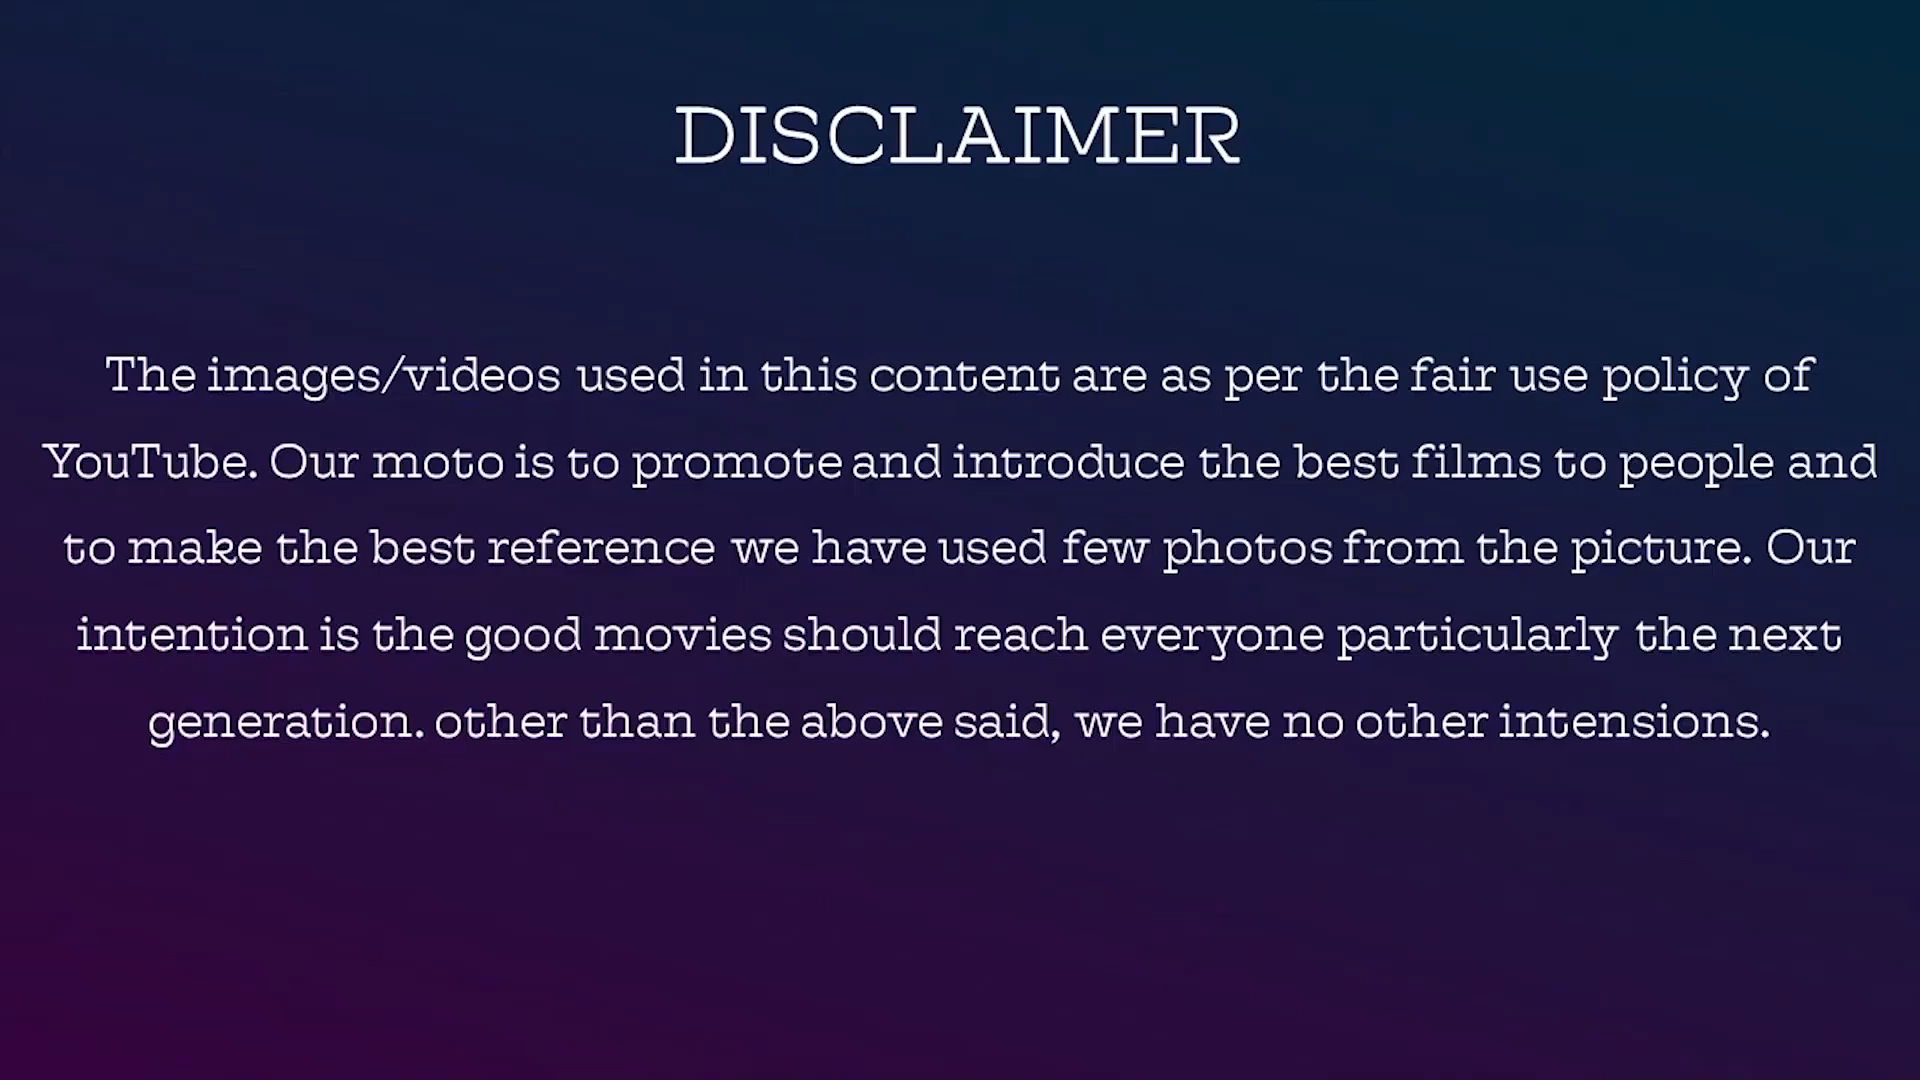 DISCLAIMER
The images/videos used in this content are as per the fair use policy of
YouTube. Our moto is to promote and introduce the best films to people and
to make the best reference we have used few photos from the picture. Our
intention is the good movies should reach everyone particularly the next
generation. other than the above said, we have no other intensions.